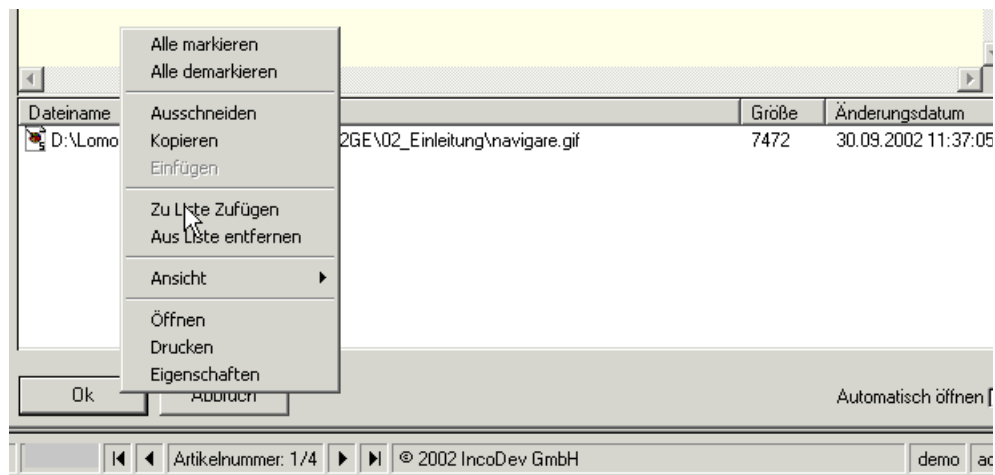 Alle markieren
Alle demarkieren
Dateiname Größe Änderungsdatum
Ausschneiden
D:\Lomo 2GE\02_Einleitung\navigare.gif 7472 30.09.2002 11:37:05
Kopieren
Einfügen
Zu Liste Zufügen
Aus Liste entfernen
Ansicht
Öffnen
Drucken
Eigenschaften
Ok Abbruch Automatisch öffnen
Artikelnummer: 1/4 © 2002 IncoDev GmbH demo